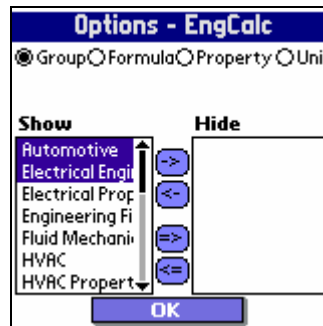 Options - EngCalc
Group Formula Property Uni
Show Hide
Automotive
Electrical Engi
Electrical Prop
Engineering Fi
Fluid Mechani
HVAC
HVAC Propert
->
<-
=>
<=
OK